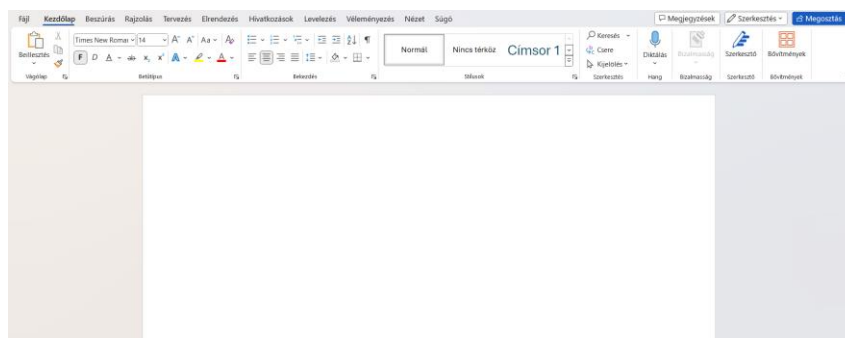 Fájl Kezdőlap Beszúrás Rajzolás Tervezés Elrendezés Hivatkozások Levelezés Véleményezés Nézet Súgó Megjegyzések Szerkesztés Megosztás
Beillesztés
Times New Roman 14 A A Aa A
F D A ab x, x A A
Normál Nincs térköz Címsor 1
Keresés
Csere
Kijelölés
Diktálás Bizalmasság Szerkesztő Bővítmények
Vágólap Betűtípus Bekezdés Stílusok Szerkesztés Hang Bizalmasság Szerkesztő Bővítmények